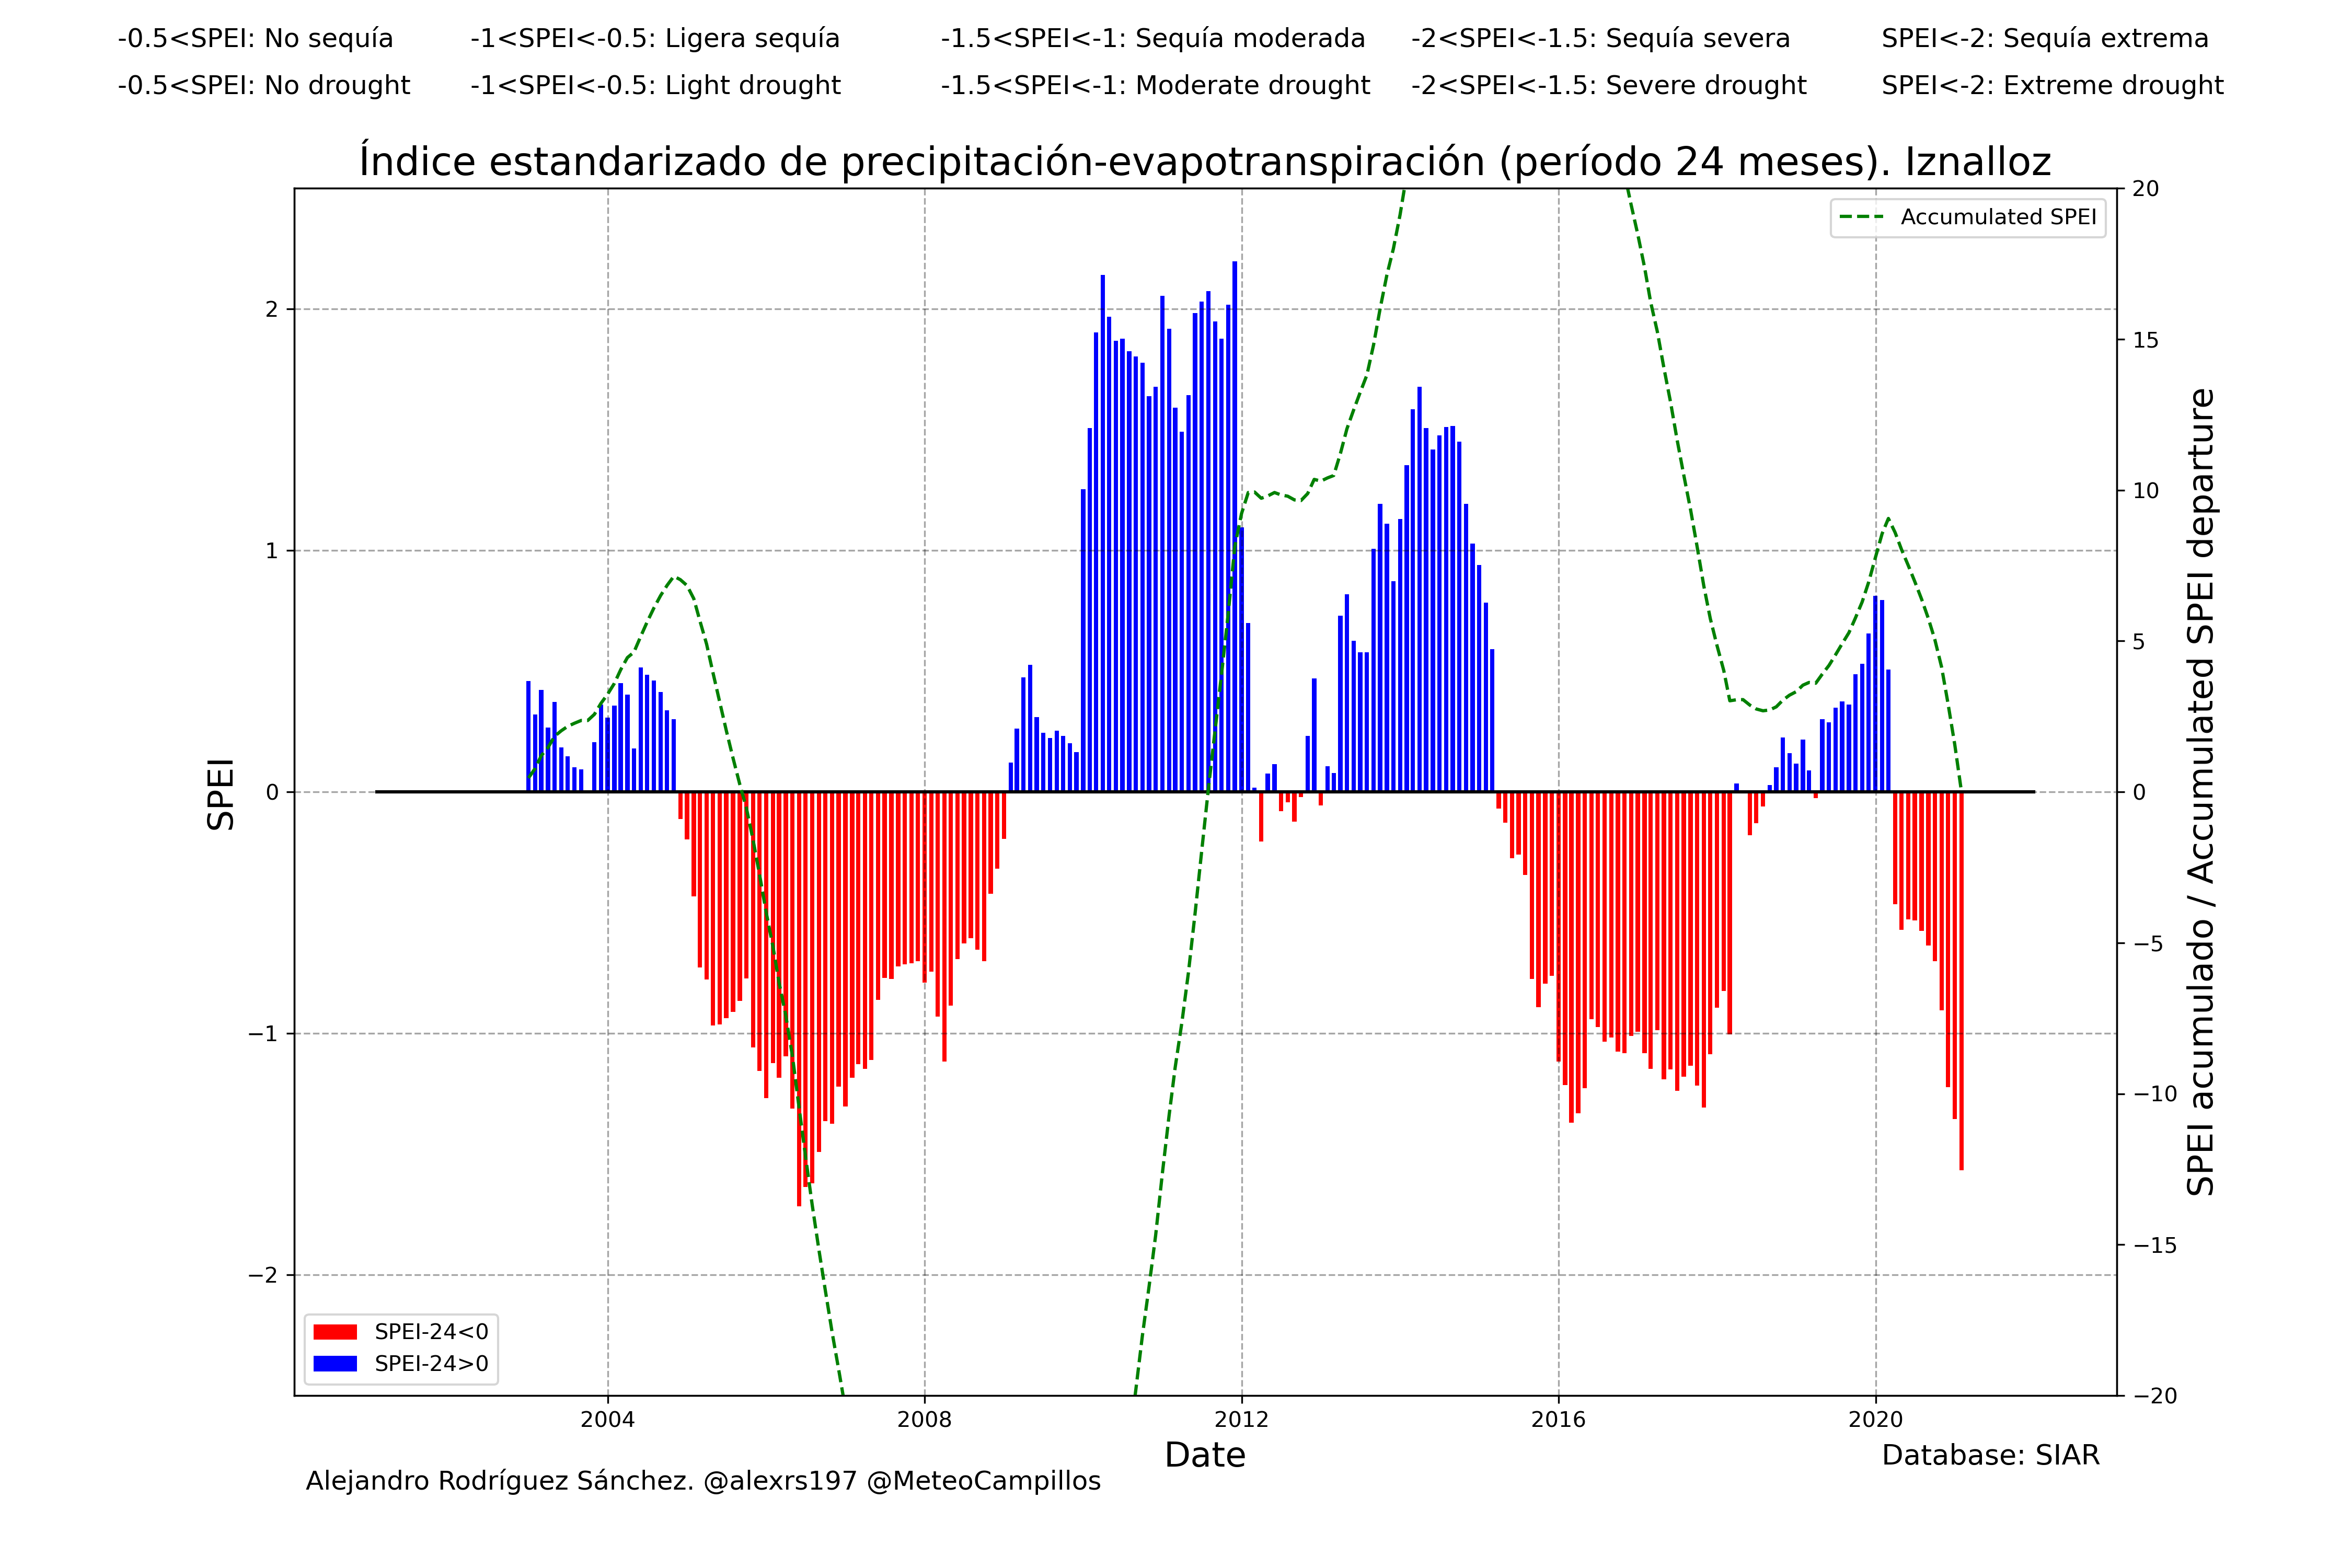 -0.5<SPEI: No sequía
-1<SPEI<-0.5: Ligera sequía
-1.5<SPEI<-1: Sequía moderada
-2<SPEI<-1.5: Sequía severa
SPEI<-2: Sequía extrema
-0.5<SPEI: No drought
-1<SPEI<-0.5: Light drought
-1.5<SPEI<-1: Moderate drought
-2<SPEI<-1.5: Severe drought
SPEI<-2: Extreme drought
Índice estandarizado de precipitación-evapotranspiración (período 24 meses). Iznalloz
SPEI
2
1
0
−1
−2
Accumulated SPEI
SPEI-24<0
SPEI-24>0
20
15
10
5
0
−5
−10
−15
−20
SPEI acumulado / Accumulated SPEI departure
2004
2008
2012
2016
2020
Date
Database: SIAR
Alejandro Rodríguez Sánchez. @alexrs197 @MeteoCampillos